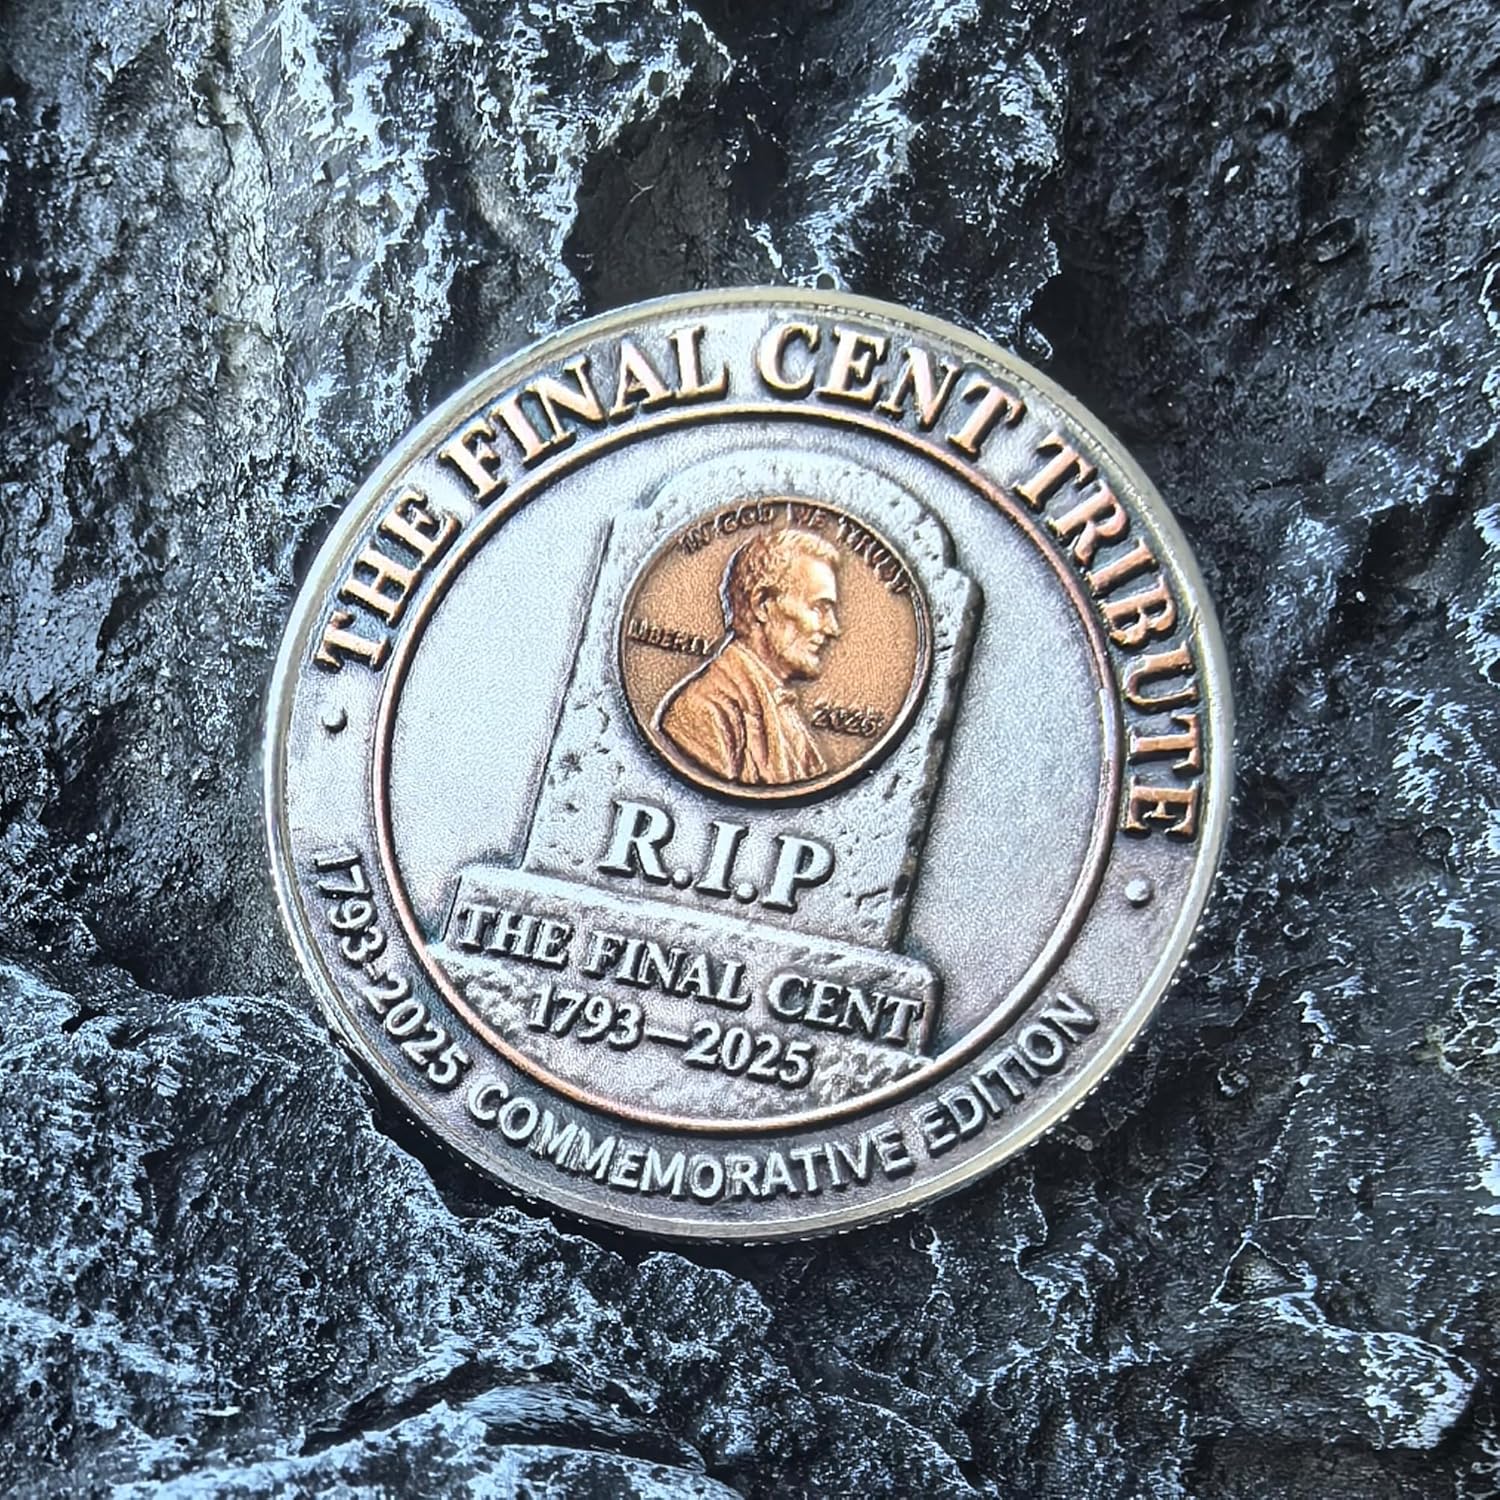 THE FINAL CENT TRIBUTE
IN GOD WE TRUST
LIBERTY
2025
R.I.P
THE FINAL CENT
1793–2025
1793-2025 COMMEMORATIVE EDITION